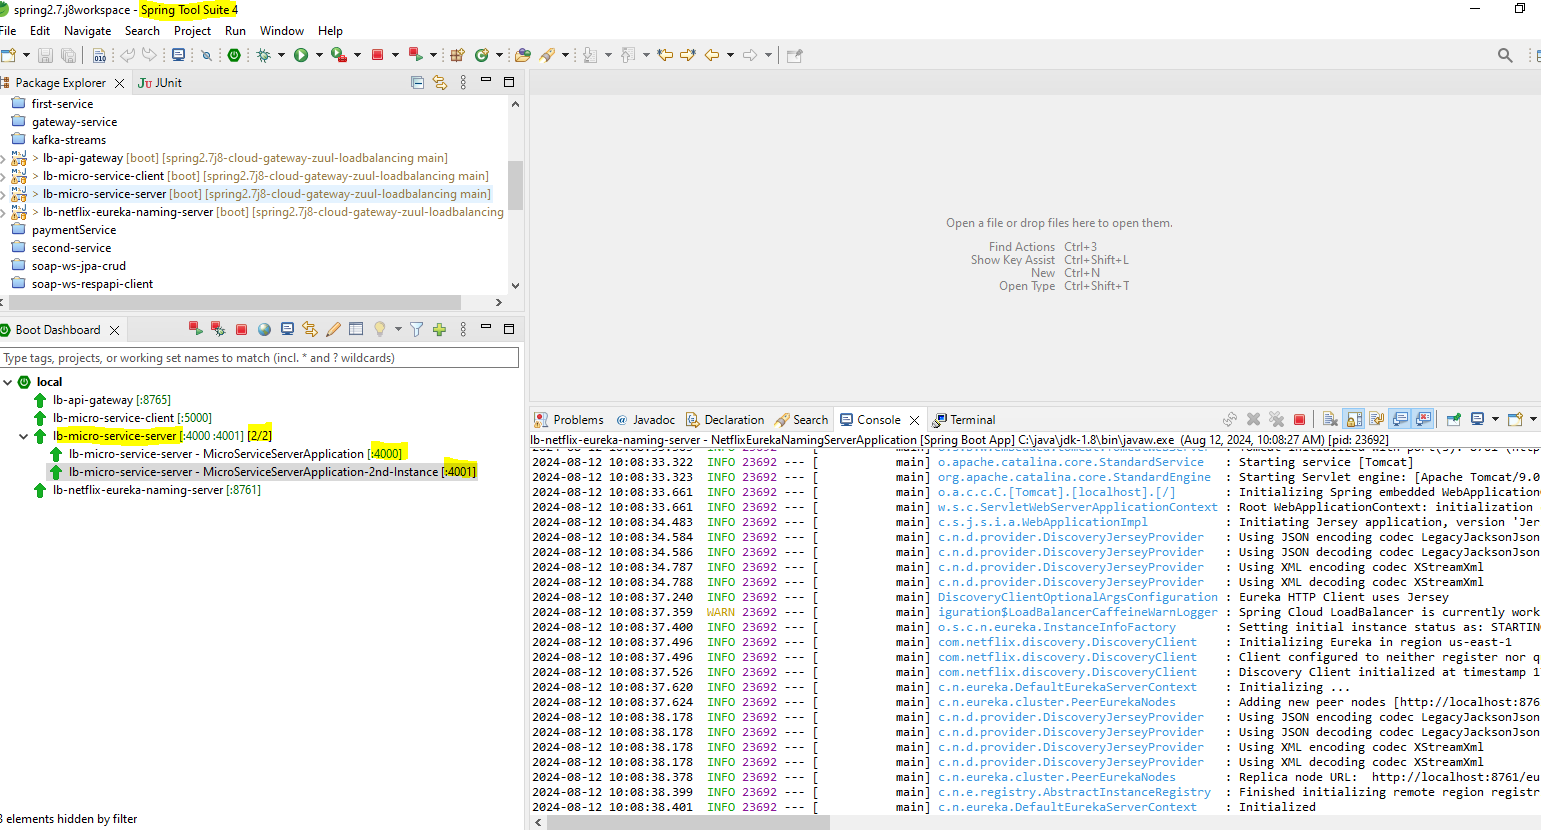 spring2.7.j8workspace - Spring Tool Suite 4
File Edit Navigate Search Project Run Window Help
Package Explorer JUnit
first-service
gateway-service
kafka-streams
> lb-api-gateway [boot] [spring2.7j8-cloud-gateway-zuul-loadbalancing main]
> lb-micro-service-client [boot] [spring2.7j8-cloud-gateway-zuul-loadbalancing main]
> lb-micro-service-server [boot] [spring2.7j8-cloud-gateway-zuul-loadbalancing main]
> lb-netflix-eureka-naming-server [boot] [spring2.7j8-cloud-gateway-zuul-loadbalancing
paymentService
second-service
soap-ws-jpa-crud
soap-ws-respapi-client
Boot Dashboard
Type tags, projects, or working set names to match (incl. * and ? wildcards)
local
lb-api-gateway [:8765]
lb-micro-service-client [:5000]
lb-micro-service-server [:4000 :4001] [2/2]
lb-micro-service-server - MicroServiceServerApplication [:4000]
lb-micro-service-server - MicroServiceServerApplication-2nd-Instance [:4001]
lb-netflix-eureka-naming-server [:8761]
elements hidden by filter
Open a file or drop files here to open them.
Find Actions Ctrl+3
Show Key Assist Ctrl+Shift+L
New Ctrl+N
Open Type Ctrl+Shift+T
Problems @ Javadoc Declaration Search Console Terminal
lb-netflix-eureka-naming-server - NetflixEurekaNamingServerApplication [Spring Boot App] C:\java\jdk-1.8\bin\javaw.exe (Aug 12, 2024, 10:08:27 AM) [pid: 23692]
2024-08-12 10:08:33.322 INFO 23692 --- [ main] o.apache.catalina.core.StandardService : Starting service [Tomcat]
2024-08-12 10:08:33.323 INFO 23692 --- [ main] org.apache.catalina.core.StandardEngine : Starting Servlet engine: [Apache Tomcat/9.0
2024-08-12 10:08:33.661 INFO 23692 --- [ main] o.a.c.c.C.[Tomcat].[localhost].[/] : Initializing Spring embedded WebApplication
2024-08-12 10:08:33.661 INFO 23692 --- [ main] w.s.c.ServletWebServerApplicationContext : Root WebApplicationContext: initialization
2024-08-12 10:08:34.483 INFO 23692 --- [ main] c.s.j.s.i.a.WebApplicationImpl : Initiating Jersey application, version 'Jer
2024-08-12 10:08:34.584 INFO 23692 --- [ main] c.n.d.provider.DiscoveryJerseyProvider : Using JSON encoding codec LegacyJacksonJson
2024-08-12 10:08:34.586 INFO 23692 --- [ main] c.n.d.provider.DiscoveryJerseyProvider : Using JSON decoding codec LegacyJacksonJson
2024-08-12 10:08:34.787 INFO 23692 --- [ main] c.n.d.provider.DiscoveryJerseyProvider : Using XML encoding codec XStreamXml
2024-08-12 10:08:34.788 INFO 23692 --- [ main] c.n.d.provider.DiscoveryJerseyProvider : Using XML decoding codec XStreamXml
2024-08-12 10:08:37.240 INFO 23692 --- [ main] DiscoveryClientOptionalArgsConfiguration : Eureka HTTP Client uses Jersey
2024-08-12 10:08:37.359 WARN 23692 --- [ main] iguration$LoadBalancerCaffeineWarnLogger : Spring Cloud LoadBalancer is currently work
2024-08-12 10:08:37.400 INFO 23692 --- [ main] o.s.c.n.eureka.InstanceInfoFactory : Setting initial instance status as: STARTIN
2024-08-12 10:08:37.496 INFO 23692 --- [ main] com.netflix.discovery.DiscoveryClient : Initializing Eureka in region us-east-1
2024-08-12 10:08:37.496 INFO 23692 --- [ main] com.netflix.discovery.DiscoveryClient : Client configured to neither register nor q
2024-08-12 10:08:37.526 INFO 23692 --- [ main] com.netflix.discovery.DiscoveryClient : Discovery Client initialized at timestamp 1
2024-08-12 10:08:37.620 INFO 23692 --- [ main] c.n.eureka.DefaultEurekaServerContext : Initializing ...
2024-08-12 10:08:37.624 INFO 23692 --- [ main] c.n.eureka.cluster.PeerEurekaNodes : Adding new peer nodes [http://localhost:876
2024-08-12 10:08:38.178 INFO 23692 --- [ main] c.n.d.provider.DiscoveryJerseyProvider : Using JSON encoding codec LegacyJacksonJson
2024-08-12 10:08:38.178 INFO 23692 --- [ main] c.n.d.provider.DiscoveryJerseyProvider : Using JSON decoding codec LegacyJacksonJson
2024-08-12 10:08:38.178 INFO 23692 --- [ main] c.n.d.provider.DiscoveryJerseyProvider : Using XML encoding codec XStreamXml
2024-08-12 10:08:38.178 INFO 23692 --- [ main] c.n.d.provider.DiscoveryJerseyProvider : Using XML decoding codec XStreamXml
2024-08-12 10:08:38.378 INFO 23692 --- [ main] c.n.eureka.cluster.PeerEurekaNodes : Replica node URL: http://localhost:8761/eu
2024-08-12 10:08:38.399 INFO 23692 --- [ main] c.n.e.registry.AbstractInstanceRegistry : Finished initializing remote region registr
2024-08-12 10:08:38.401 INFO 23692 --- [ main] c.n.eureka.DefaultEurekaServerContext : Initialized